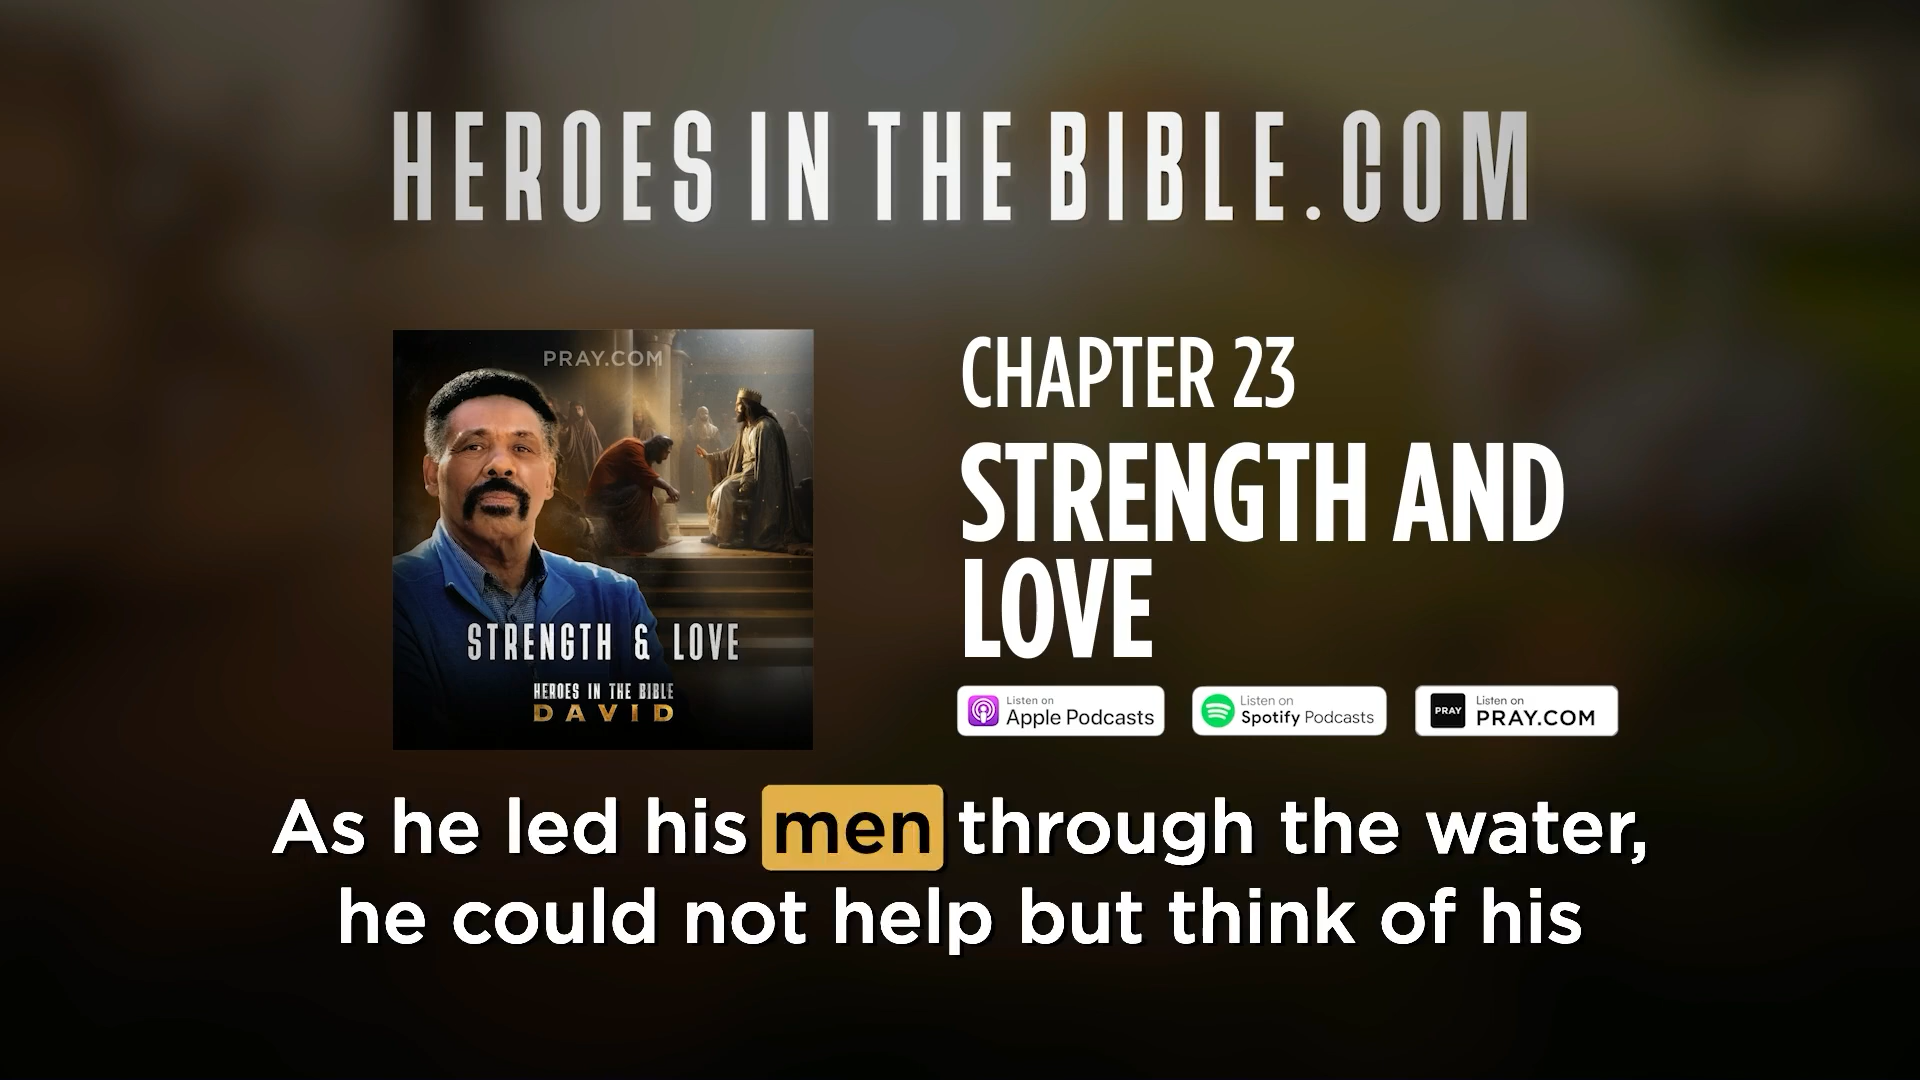 HEROES IN THE BIBLE.COM
PRAY.COM
STRENGTH & LOVE
HEROES IN THE BIBLE
DAVID
CHAPTER 23
STRENGTH AND
LOVE
Listen on
Apple Podcasts
Listen on
Spotify Podcasts
PRAY
Listen on
PRAY.COM
As he led his men through the water,
he could not help but think of his